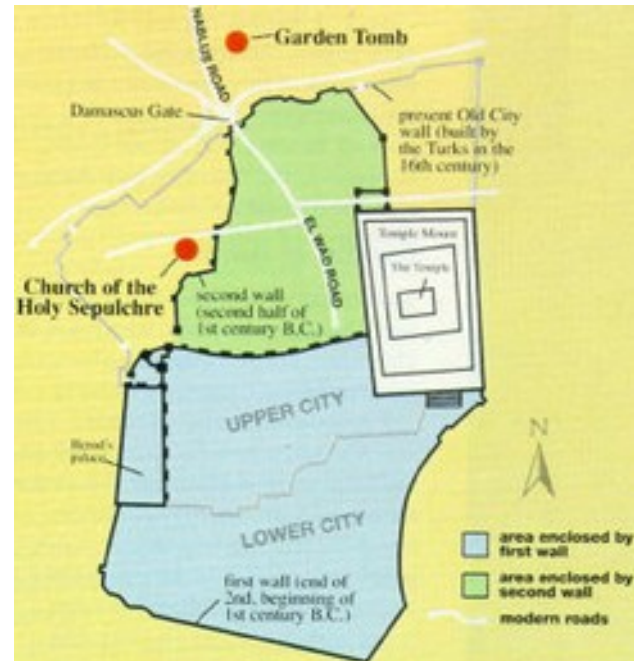 NABLUS ROAD
Garden Tomb
Damascus Gate
present Old City
wall (built by
the Turks in the
16th century)
Temple Mount
The Temple
EL WAD ROAD
Church of the
Holy Sepulchre
second wall
(second half of
1st century B.C.)
UPPER CITY
Herod's
palace
N
LOWER CITY
first wall (end of
2nd, beginning of
1st century B.C.)
area enclosed by
first wall
area enclosed by
second wall
modern roads